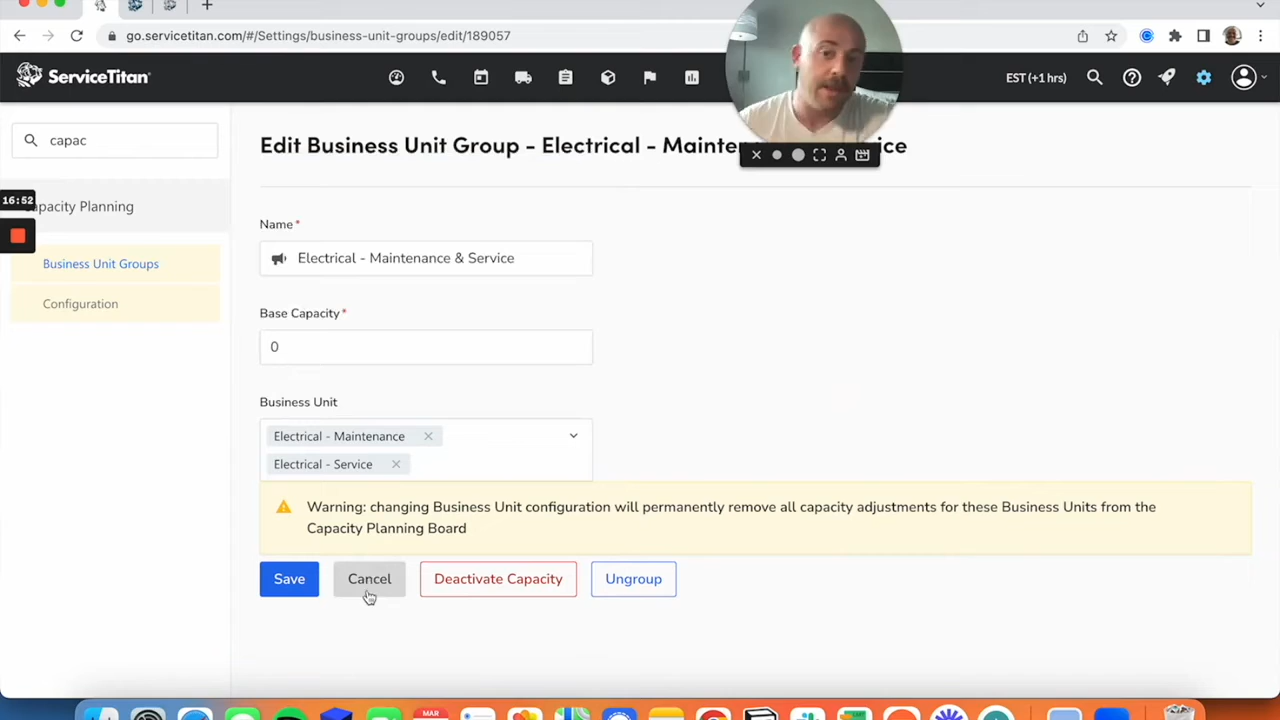 go.servicetitan.com/#/Settings/business-unit-groups/edit/189057
ServiceTitan
EST (+1 hrs)
capac
Edit Business Unit Group - Electrical - Mainte
ice
16:52
apacity Planning
Business Unit Groups
Configuration
Name*
Electrical - Maintenance & Service
Base Capacity*
0
Business Unit
Electrical - Maintenance
Electrical - Service
Warning: changing Business Unit configuration will permanently remove all capacity adjustments for these Business Units from the
Capacity Planning Board
Save
Cancel
Deactivate Capacity
Ungroup
MAR